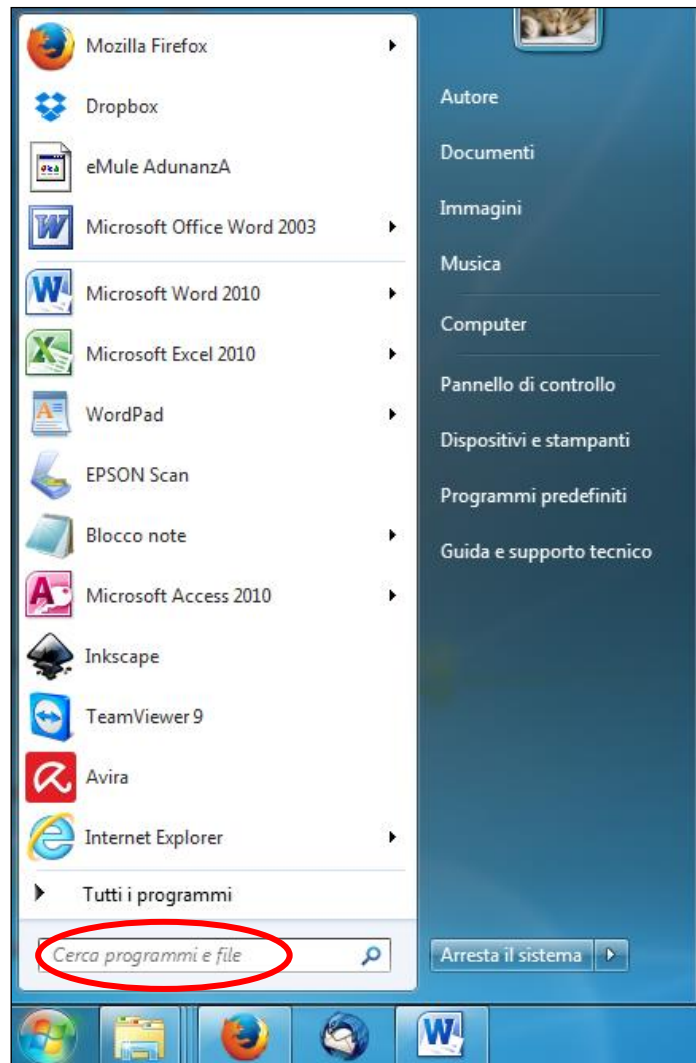 Mozilla Firefox
Dropbox
eMule AdunanzA
Microsoft Office Word 2003
Microsoft Word 2010
Microsoft Excel 2010
WordPad
EPSON Scan
Blocco note
Microsoft Access 2010
Inkscape
TeamViewer 9
Avira
Internet Explorer
Tutti i programmi
Cerca programmi e file
Autore
Documenti
Immagini
Musica
Computer
Pannello di controllo
Dispositivi e stampanti
Programmi predefiniti
Guida e supporto tecnico
Arresta il sistema